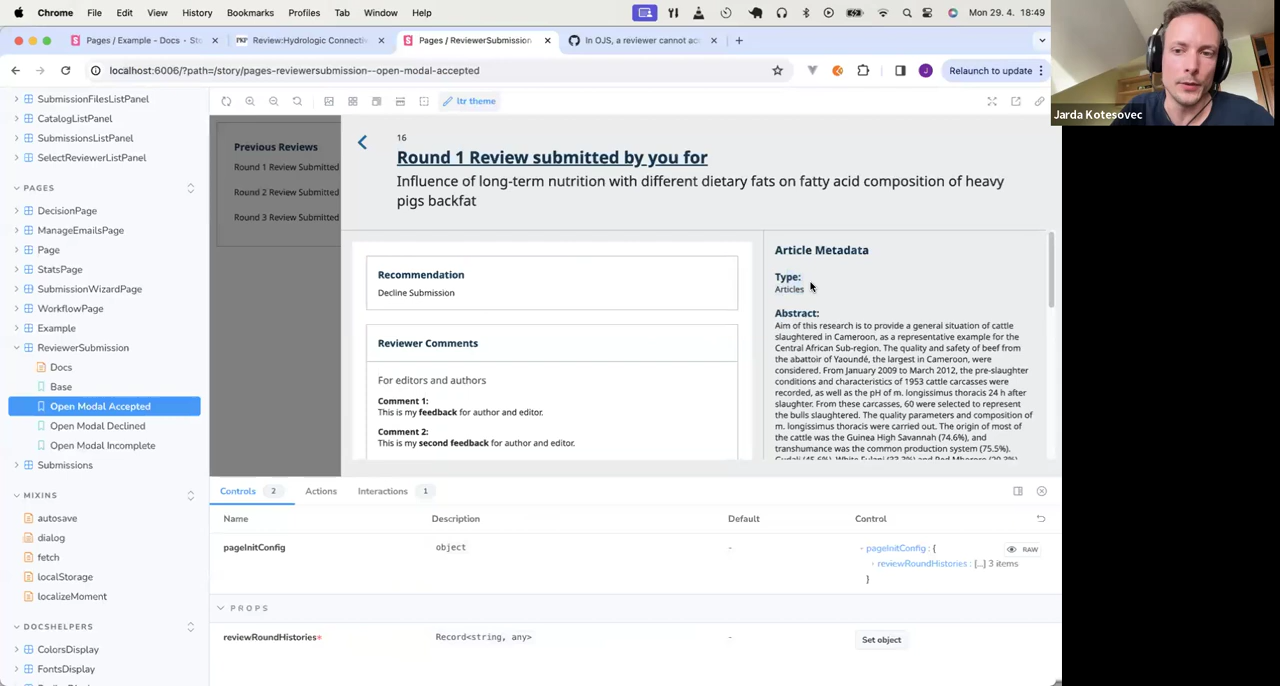 Chrome File Edit View History Bookmarks Profiles Tab Window Help Mon 29. 4. 18:49
Pages / Example - Docs · Sto
Review:Hydrologic Connecti
Pages / ReviewerSubmission
In OJS, a reviewer cannot ac
localhost:6006/?path=/story/pages-reviewersubmission--open-modal-accepted
J
Relaunch to update
Jarda Kotesovec
SubmissionFilesListPanel
CatalogListPanel
SubmissionsListPanel
SelectReviewerListPanel
PAGES
DecisionPage
ManageEmailsPage
Page
StatsPage
SubmissionWizardPage
WorkflowPage
Example
ReviewerSubmission
Docs
Base
Open Modal Accepted
Open Modal Declined
Open Modal Incomplete
Submissions
MIXINS
autosave
dialog
fetch
localStorage
localizeMoment
DOCSHELPERS
ColorsDisplay
FontsDisplay
ltr theme
Previous Reviews
Round 1 Review Submitted
Round 2 Review Submitted
Round 3 Review Submitted
16
Round 1 Review submitted by you for
Influence of long-term nutrition with different dietary fats on fatty acid composition of heavy
pigs backfat
Recommendation
Decline Submission
Reviewer Comments
For editors and authors
Comment 1:
This is my feedback for author and editor.
Comment 2:
This is my second feedback for author and editor.
Article Metadata
Type:
Articles
Abstract:
Aim of this research is to provide a general situation of cattle
slaughtered in Cameroon, as a representative example for the
Central African Sub-region. The quality and safety of beef from
the abattoir of Yaoundé, the largest in Cameroon, were
considered. From January 2009 to March 2012, the pre-slaughter
conditions and characteristics of 1953 cattle carcasses were
recorded, as well as the pH of m. longissimus thoracis 24 h after
slaughter. From these carcasses, 60 were selected to represent
the bulls slaughtered. The quality parameters and composition of
m. longissimus thoracis were carried out. The origin of most of
the cattle was the Guinea High Savannah (74.6%), and
transhumance was the common production system (75.5%).
Gudali (45.6%), White Fulani (33.3%) and Red Mbororo
Controls 2 Actions Interactions 1
Name Description Default Control
pageInitConfig object - - pageInitConfig : { RAW
reviewRoundHistories : [...] 3 items
}
PROPS
reviewRoundHistories* Record<string, any> - Set object